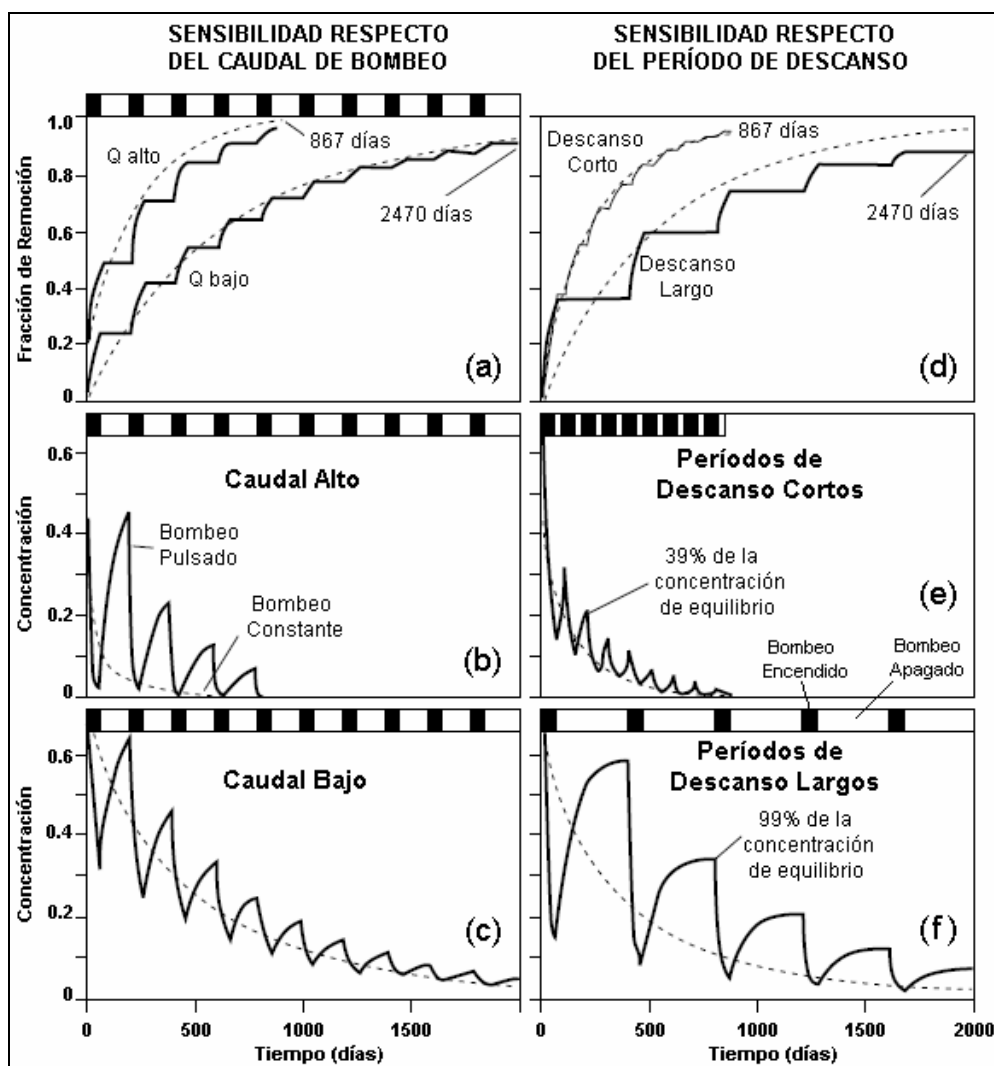 SENSIBILIDAD RESPECTO
DEL CAUDAL DE BOMBEO
SENSIBILIDAD RESPECTO
DEL PERÍODO DE DESCANSO
Fracción de Remoción
1.0
0.8
0.6
0.4
0.2
0
Q alto
867 días
2470 días
Q bajo
(a)
Descanso
Corto
867 días
2470 días
Descanso
Largo
(d)
Concentración
0.6
0.4
0.2
0
Caudal Alto
Bombeo
Pulsado
Bombeo
Constante
(b)
Períodos de
Descanso Cortos
39% de la
concentración
de equilibrio
(e)
Bombeo
Encendido
Bombeo
Apagado
Concentración
0.6
0.4
0.2
0
Caudal Bajo
(c)
Períodos de
Descanso Largos
99% de la
concentración
de equilibrio
(f)
0
500
1000
1500
Tiempo (días)
0
500
1000
1500
2000
Tiempo (días)